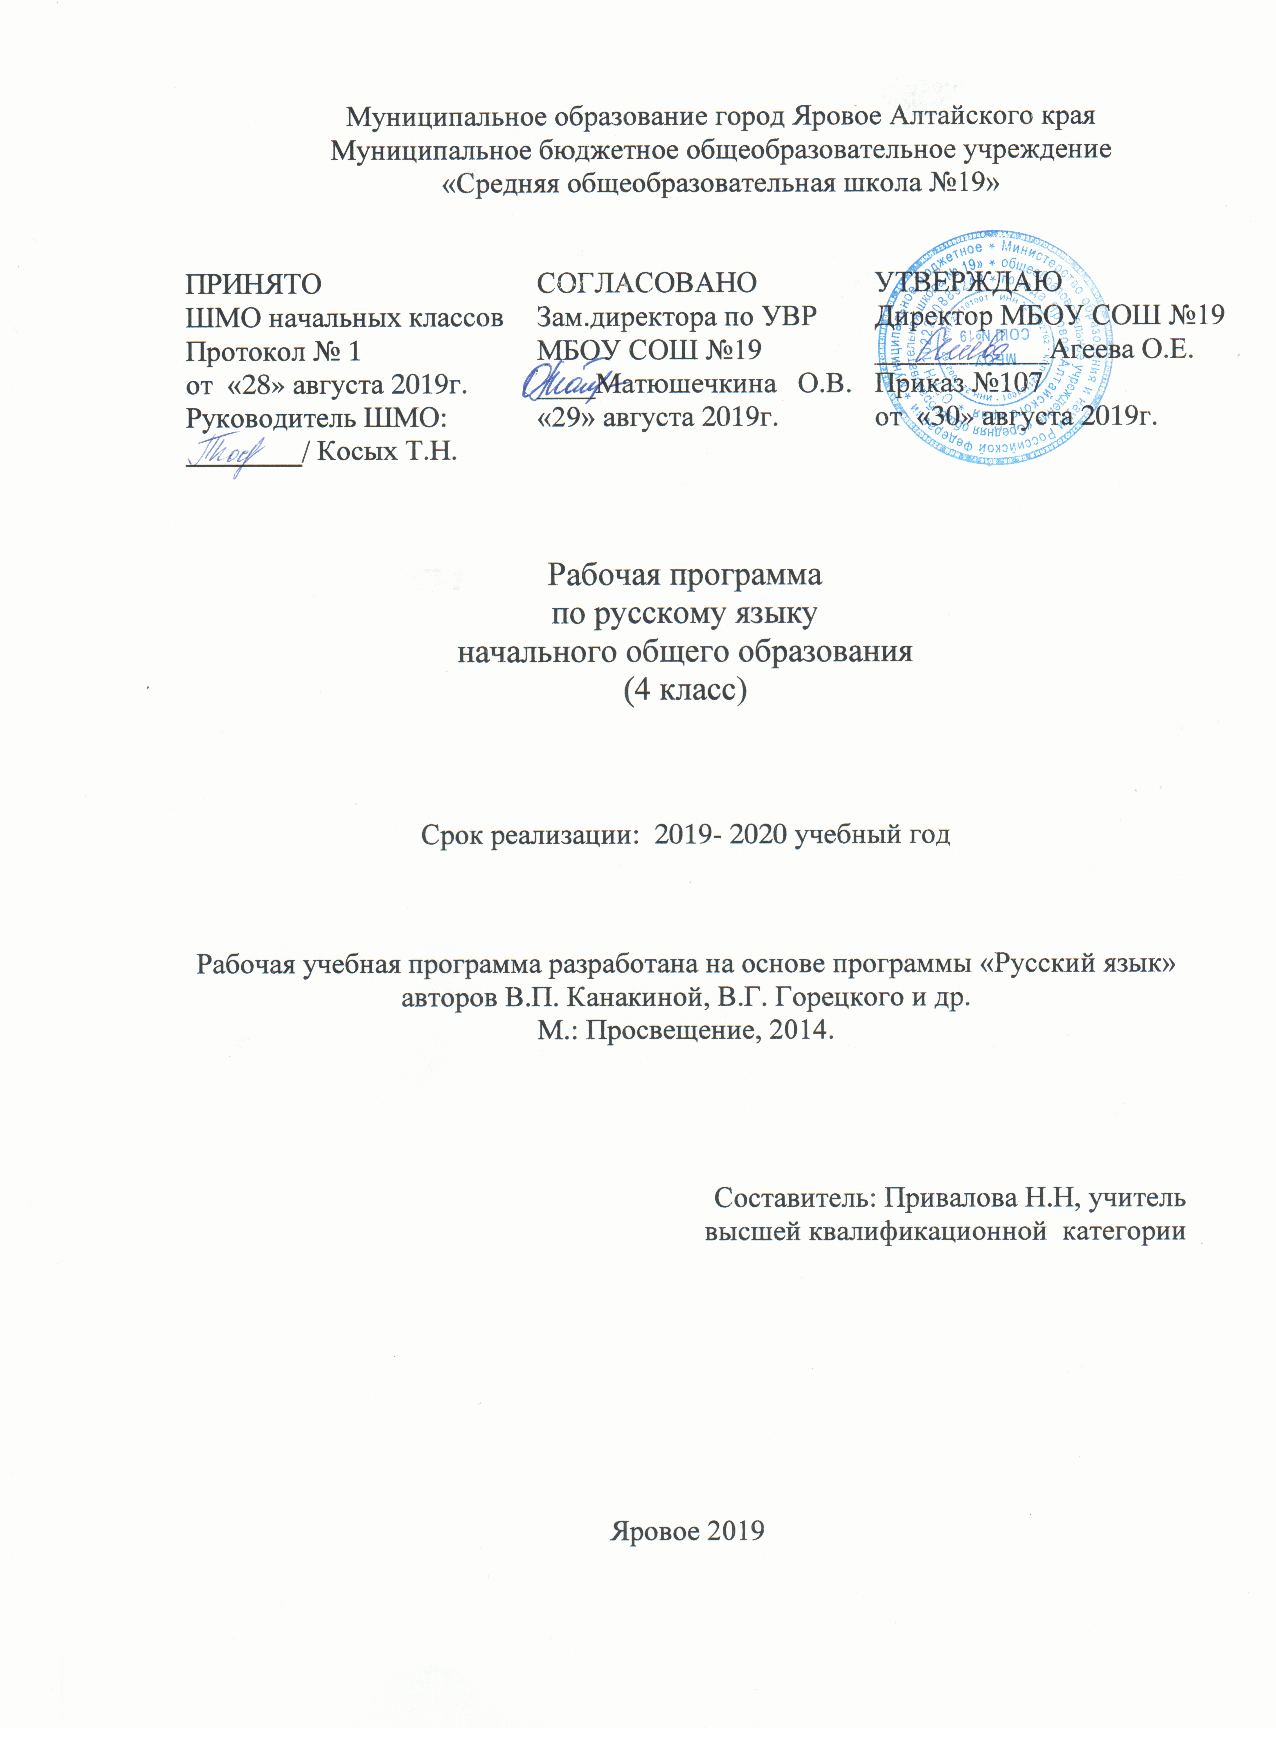 Муниципальное образование город Яровое Алтайского края
Муниципальное бюджетное общеобразовательное учреждение
«Средняя общеобразовательная школа №19»
ПРИНЯТО
ШМО начальных классов
Протокол № 1
от «28» августа 2019г.
Руководитель ШМО:
________/ Косых Т.Н.
СОГЛАСОВАНО
Зам.директора по УВР
МБОУ СОШ №19
____Матюшечкина О.В.
«29» августа 2019г.
УТВЕРЖДАЮ
Директор МБОУ СОШ №19
____________Агеева О.Е.
Приказ №107
от «30» августа 2019г.
Рабочая программа
по русскому языку
начального общего образования
(4 класс)
Срок реализации: 2019- 2020 учебный год
Рабочая учебная программа разработана на основе программы «Русский язык»
авторов В.П. Канакиной, В.Г. Горецкого и др.
М.: Просвещение, 2014.
Составитель: Привалова Н.Н, учитель
высшей квалификационной категории
Яровое 2019